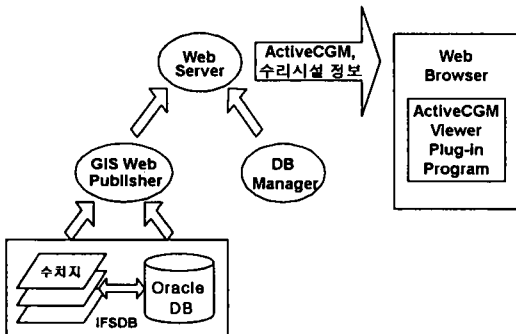 Web
Server
ActiveCGM,
수리시설 정보
Web
Browser
ActiveCGM
Viewer
Plug-in
Program
GIS Web
Publisher
DB
Manager
수치지
Oracle
DB
IFSDB